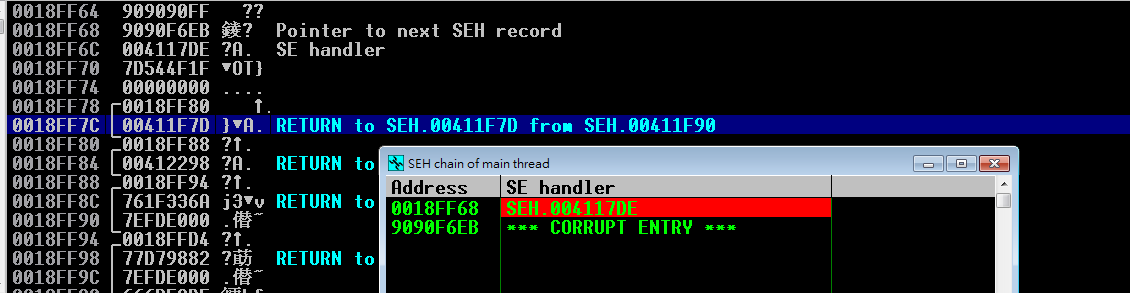 0018FF64 909090FF ??
0018FF68 9090F6EB 錽? Pointer to next SEH record
0018FF6C 004117DE ?A. SE handler
0018FF70 7D544F1F ▼OT}
0018FF74 00000000 ....
0018FF78 0018FF80 ↑.
0018FF7C 00411F7D }▼A. RETURN to SEH.00411F7D from SEH.00411F90
0018FF80 0018FF88 ?↑.
0018FF84 00412298 ?A. RETURN to
0018FF88 0018FF94 ?↑.
0018FF8C 761F336A j3▼v RETURN to
0018FF90 7EFDE000 .僭~
0018FF94 0018FFD4 ?↑.
0018FF98 77D79882 ?莇 RETURN to
0018FF9C 7EFDE000 .僭~
SEH chain of main thread
Address SE handler
0018FF68 SEH.004117DE
9090F6EB *** CORRUPT ENTRY ***